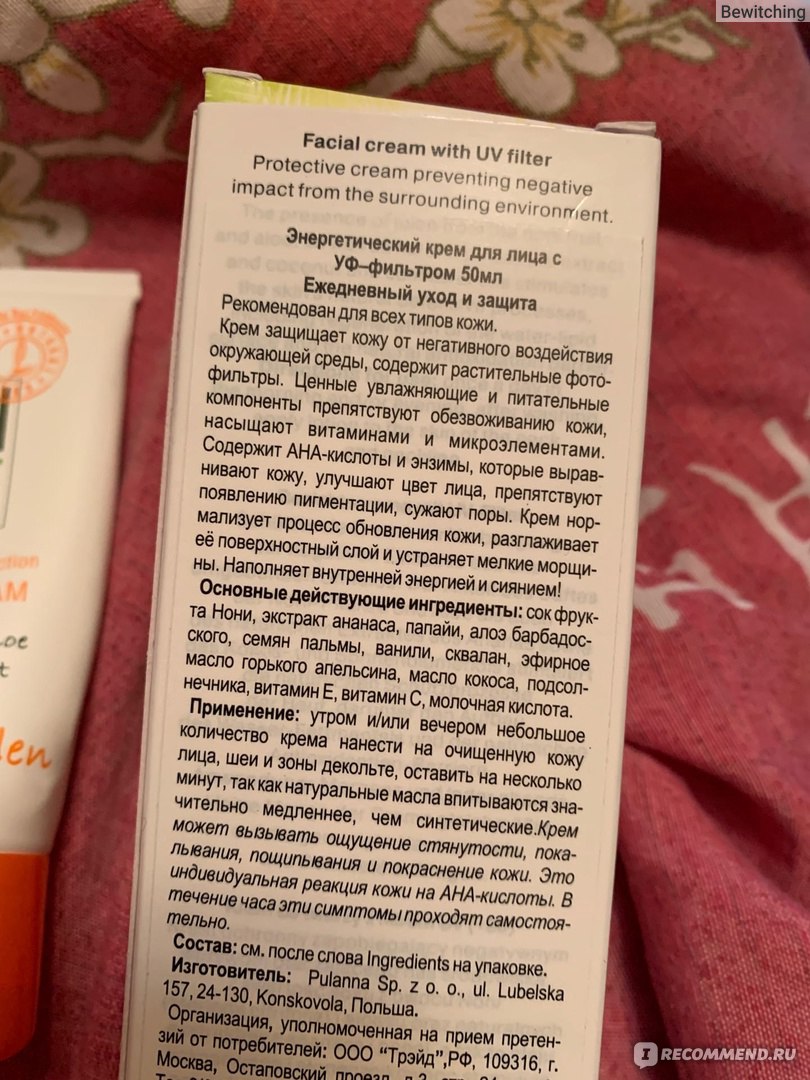 Bewitching
Facial cream with UV filter
Protective cream preventing negative
impact from the surrounding environment.
Энергетический крем для лица с
УФ–фильтром 50мл
Ежедневный уход и защита
Рекомендован для всех типов кожи.
Крем защищает кожу от негативного воздействия
окружающей среды, содержит растительные фото-
фильтры. Ценные увлажняющие и питательные
компоненты препятствуют обезвоживанию кожи,
насыщают витаминами и микроэлементами.
Содержит АНА-кислоты и энзимы, которые вырав-
нивают кожу, улучшают цвет лица, препятствуют
появлению пигментации, сужают поры. Крем нор-
мализует процесс обновления кожи, разглаживает
её поверхностный слой и устраняет мелкие морщи-
ны. Наполняет внутренней энергией и сиянием!
Основные действующие ингредиенты: сок фрук-
та Нони, экстракт ананаса, папайи, алоэ барбадос-
ского, семян пальмы, ванили, сквалан, эфирное
масло горького апельсина, масло кокоса, подсол-
нечника, витамин Е, витамин С, молочная кислота.
Применение: утром и/или вечером небольшое
количество крема нанести на очищенную кожу
лица, шеи и зоны декольте, оставить на несколько
минут, так как натуральные масла впитываются зна-
чительно медленнее, чем синтетические.Крем
может вызывать ощущение стянутости, пока-
лывания, пощипывания и покраснение кожи. Это
индивидуальная реакция кожи на АНА-кислоты. В
течение часа эти симптомы проходят самостоя-
тельно.
Состав: см. после слова Ingredients на упаковке.
Изготовитель: Pulanna Sp. z o. o., ul. Lubelska
157, 24-130, Konskovola, Польша.
Организация, уполномоченная на прием претен-
зий от потребителей: ООО "Трэйд",РФ, 109316, г.
Москва, Остаповский проезд
ction
AM
oe
t
len
IRECOMMEND.RU